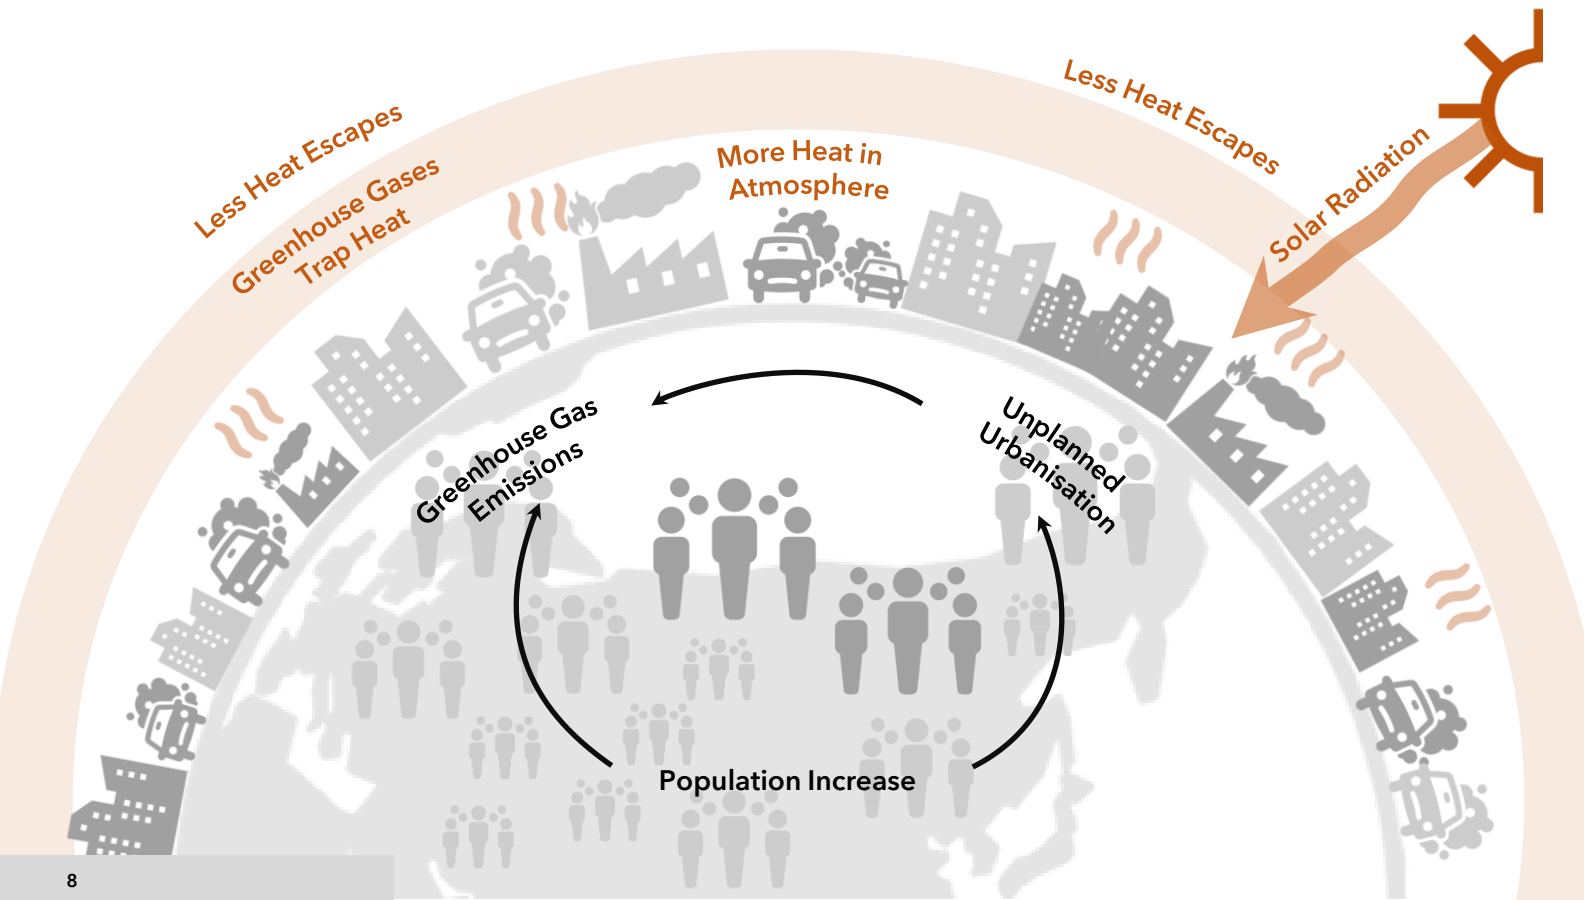 Less Heat Escapes
Less Heat Escapes
Greenhouse Gases
Trap Heat
More Heat in
Atmosphere
Solar Radiation
Greenhouse Gas
Emissions
Unplanned
Urbanisation
Population Increase
8